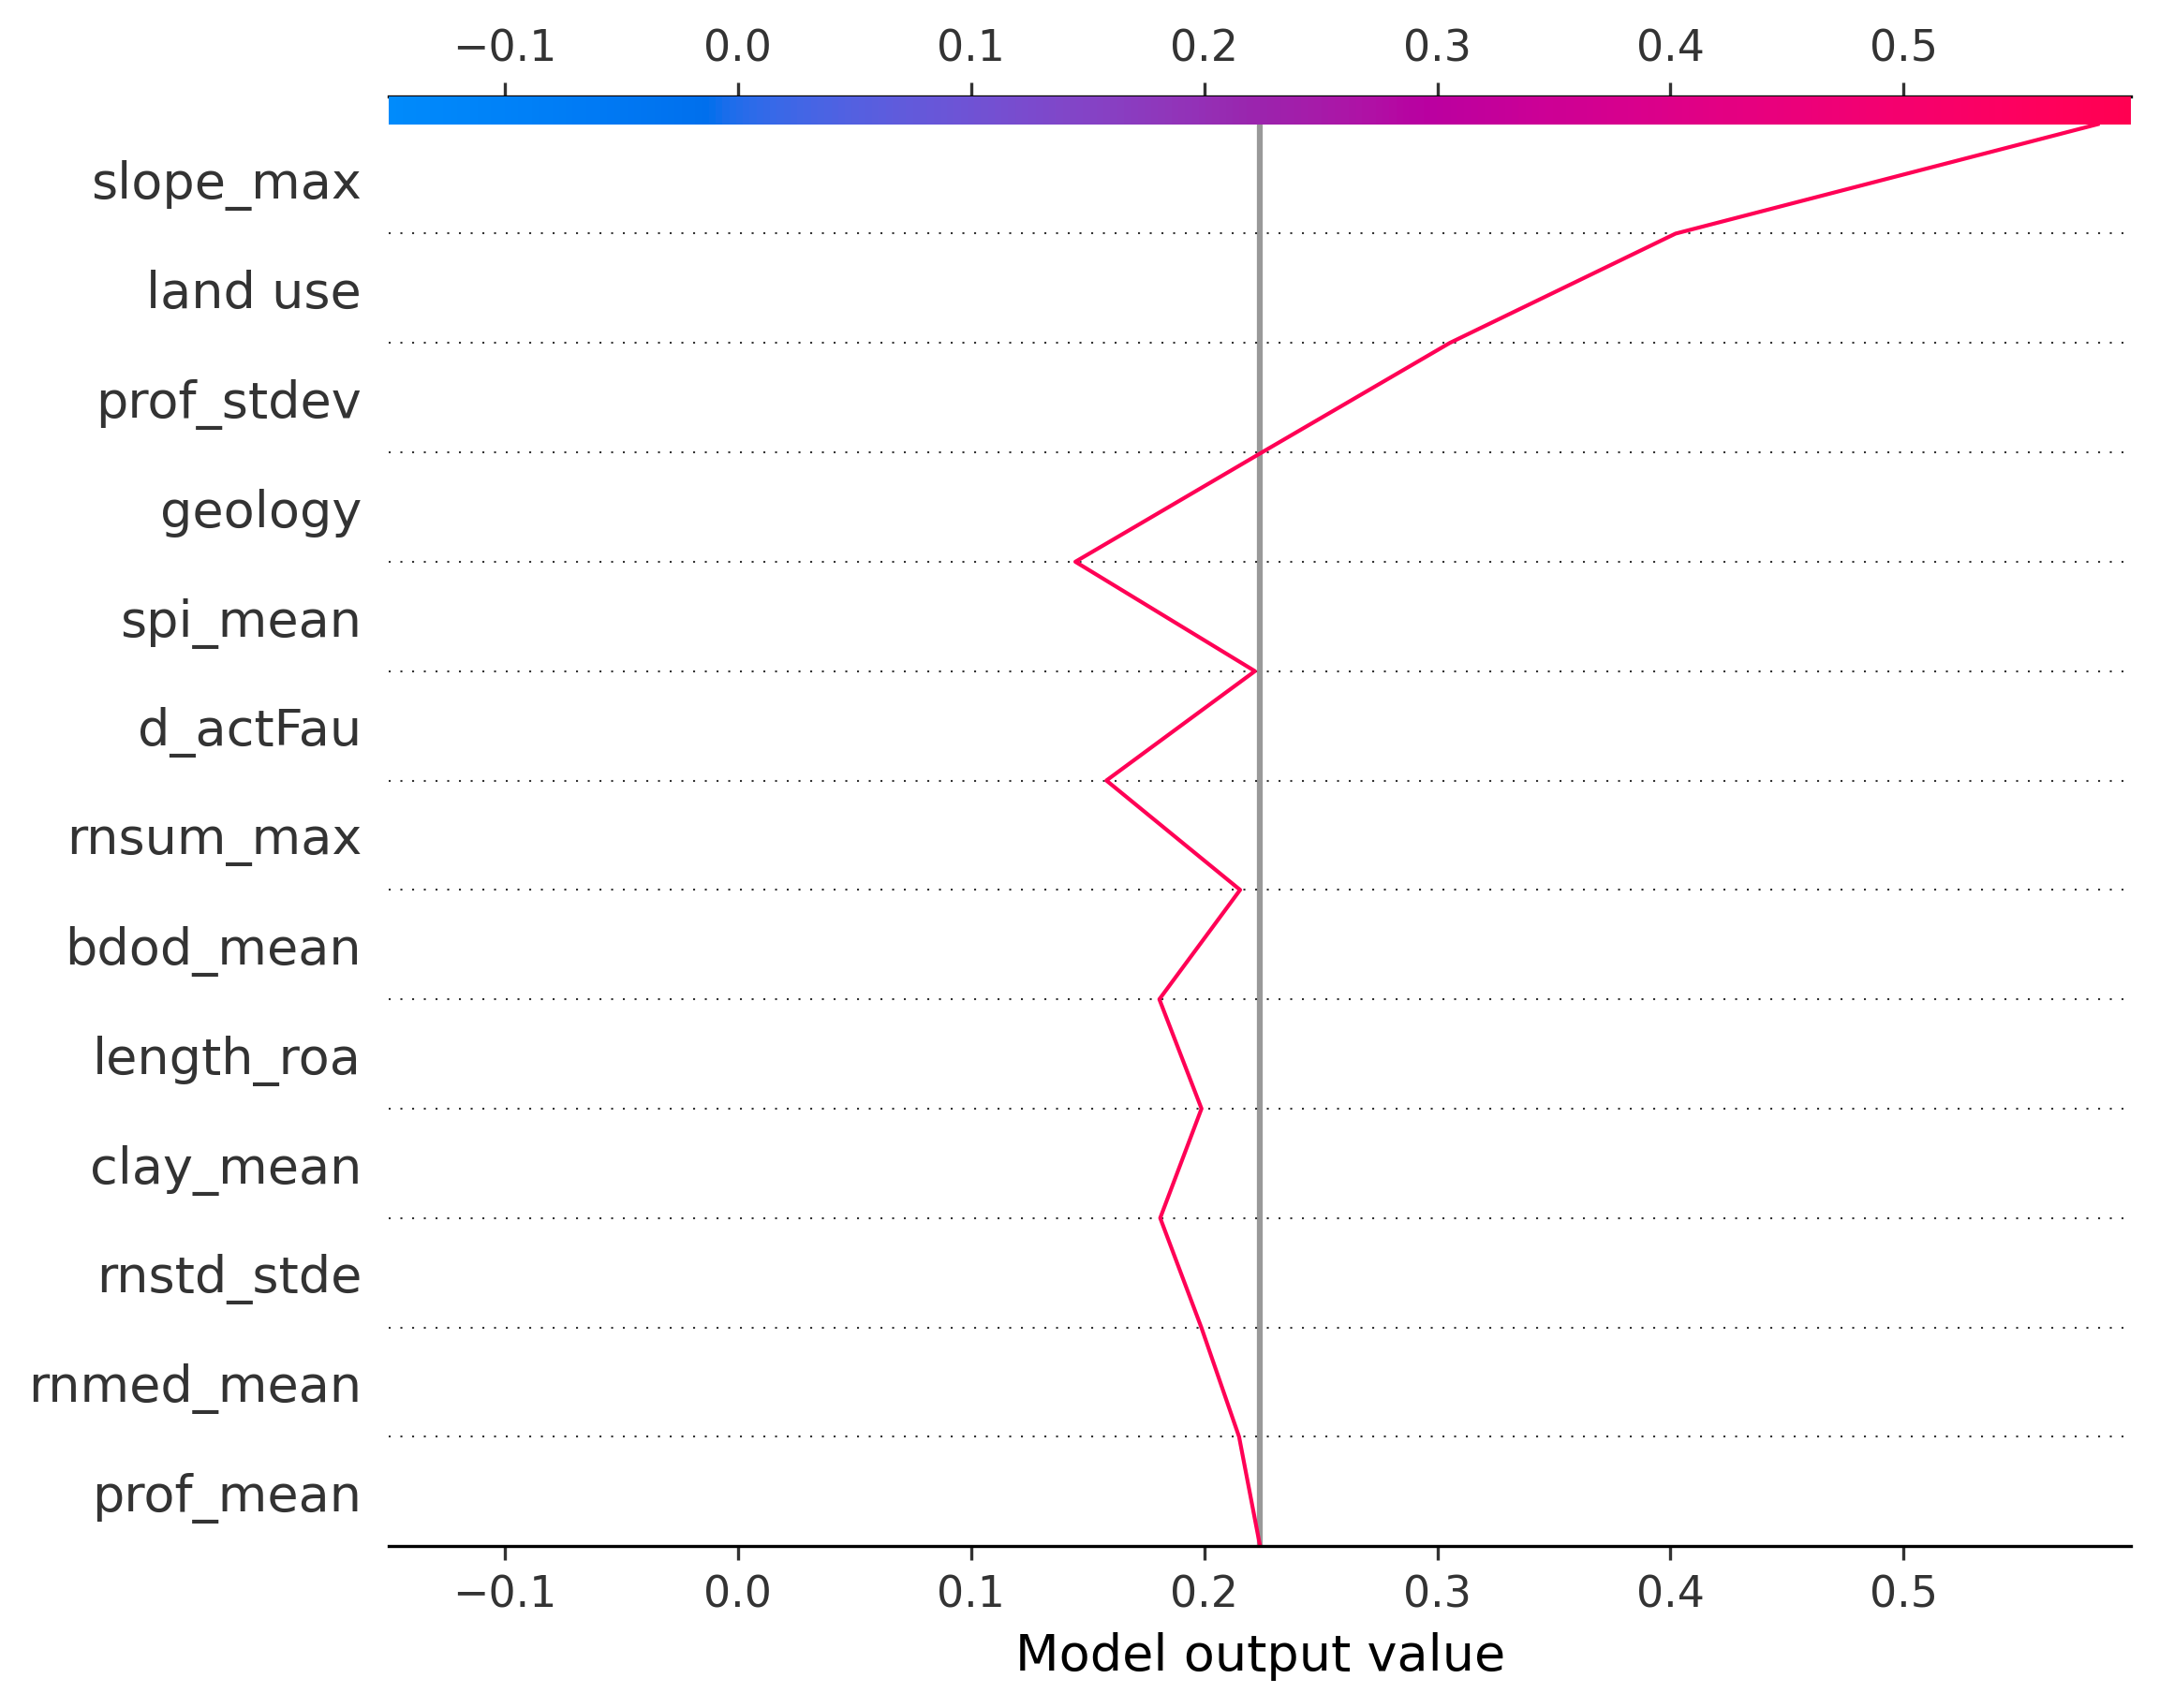 −0.1 0.0 0.1 0.2 0.3 0.4 0.5
slope_max
land use
prof_stdev
geology
spi_mean
d_actFau
rnsum_max
bdod_mean
length_roa
clay_mean
rnstd_stde
rnmed_mean
prof_mean
−0.1 0.0 0.1 0.2 0.3 0.4 0.5
Model output value